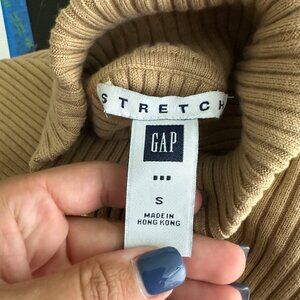 STRETCH
GAP
S
MADE IN
HONG KONG